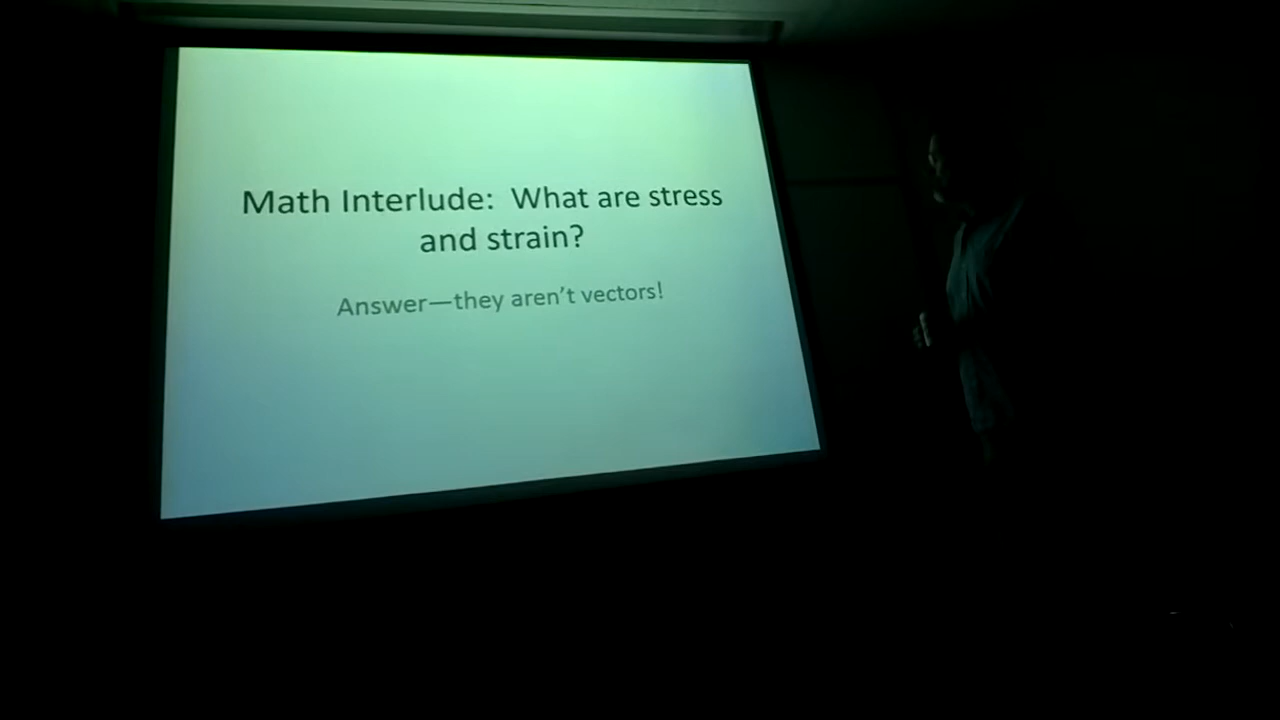 Math Interlude:  What are stress
and strain?
Answer—they aren't vectors!